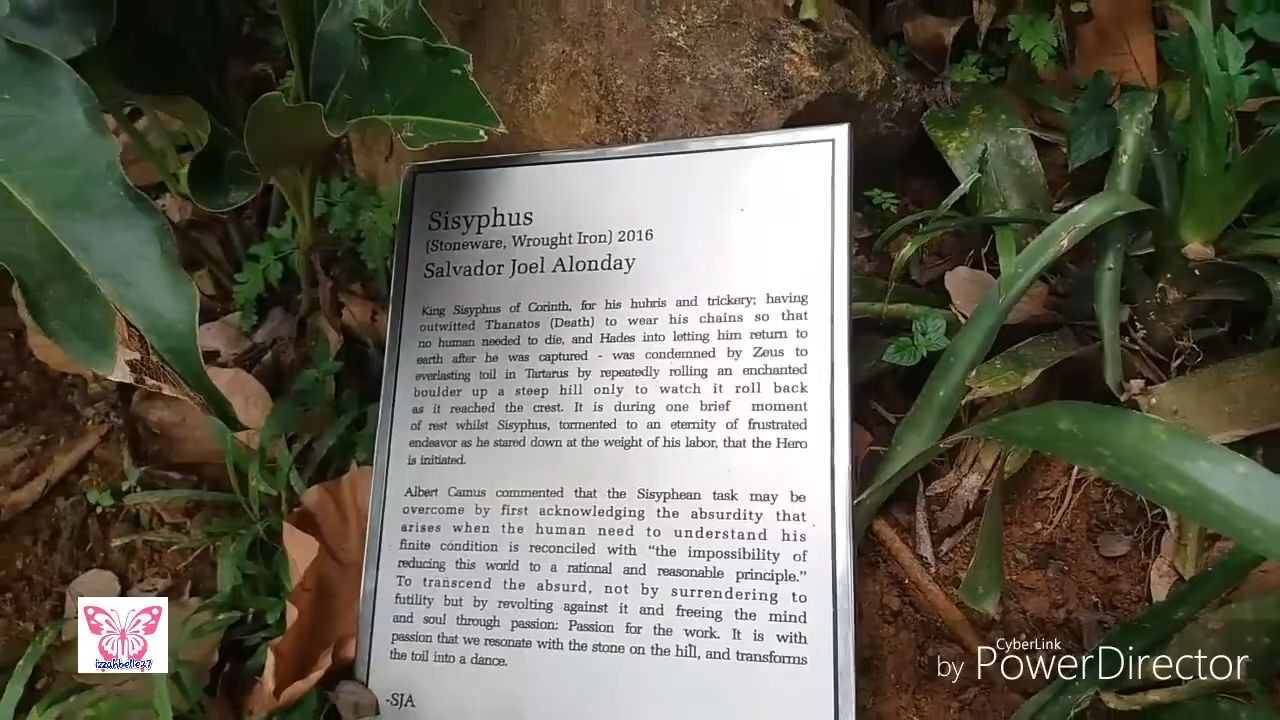 Sisyphus
(Stoneware, Wrought Iron) 2016
Salvador Joel Alonday
King Sisyphus of Corinth, for his hubris and trickery; having
outwitted Thanatos (Death) to wear his chains so that
no human needed to die, and Hades into letting him return to
earth after he was captured - was condemned by Zeus to
everlasting toil in Tartarus by repeatedly rolling an enchanted
boulder up a steep hill only to watch it roll back
as it reached the crest. It is during one brief moment
of rest whilst Sisyphus, tormented to an eternity of frustrated
endeavor as he stared down at the weight of his labor, that the Hero
is initiated.
Albert Camus commented that the Sisyphean task may be
overcome by first acknowledging the absurdity that
arises when the human need to understand his
finite condition is reconciled with "the impossibility of
reducing this world to a rational and reasonable principle."
To transcend the absurd, not by surrendering to
futility but by revolting against it and freeing the mind
and soul through passion: Passion for the work. It is with
passion that we resonate with the stone on the hill, and transforms
the toil into a dance.
-SJA
izzahbelle27
CyberLink
by PowerDirector